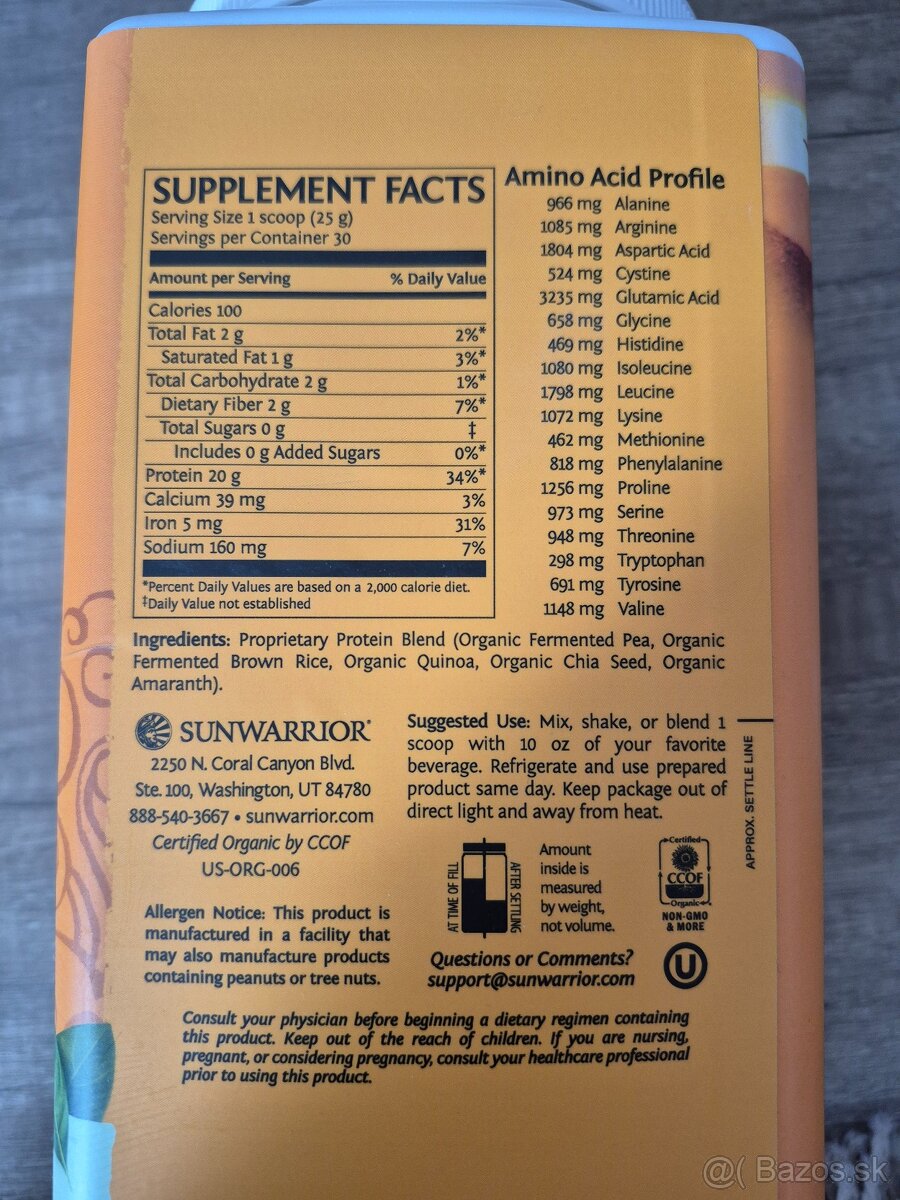 SUPPLEMENT FACTS
Serving Size 1 scoop (25 g)
Servings per Container 30
Amount per Serving % Daily Value
Calories 100
Total Fat 2 g 2%*
Saturated Fat 1 g 3%*
Total Carbohydrate 2 g 1%*
Dietary Fiber 2 g 7%*
Total Sugars 0 g ‡
Includes 0 g Added Sugars 0%*
Protein 20 g 34%*
Calcium 39 mg 3%
Iron 5 mg 31%
Sodium 160 mg 7%
*Percent Daily Values are based on a 2,000 calorie diet.
‡Daily Value not established
Amino Acid Profile
966 mg Alanine
1085 mg Arginine
1804 mg Aspartic Acid
524 mg Cystine
3235 mg Glutamic Acid
658 mg Glycine
469 mg Histidine
1080 mg Isoleucine
1798 mg Leucine
1072 mg Lysine
462 mg Methionine
818 mg Phenylalanine
1256 mg Proline
973 mg Serine
948 mg Threonine
298 mg Tryptophan
691 mg Tyrosine
1148 mg Valine
Ingredients: Proprietary Protein Blend (Organic Fermented Pea, Organic
Fermented Brown Rice, Organic Quinoa, Organic Chia Seed, Organic
Amaranth).
SUNWARRIOR®
2250 N. Coral Canyon Blvd.
Ste. 100, Washington, UT 84780
888-540-3667 • sunwarrior.com
Certified Organic by CCOF
US-ORG-006
Allergen Notice: This product is
manufactured in a facility that
may also manufacture products
containing peanuts or tree nuts.
Suggested Use: Mix, shake, or blend 1
scoop with 10 oz of your favorite
beverage. Refrigerate and use prepared
product same day. Keep package out of
direct light and away from heat.
APPROX. SETTLE LINE
AT TIME OF FILL
AFTER SETTLING
Amount
inside is
measured
by weight,
not volume.
Certified
CCOF
Organic
NON-GMO
& MORE
U
Questions or Comments?
support@sunwarrior.com
Consult your physician before beginning a dietary regimen containing
this product. Keep out of the reach of children. If you are nursing,
pregnant, or considering pregnancy, consult your healthcare professional
prior to using this product.
@( Bazos.sk